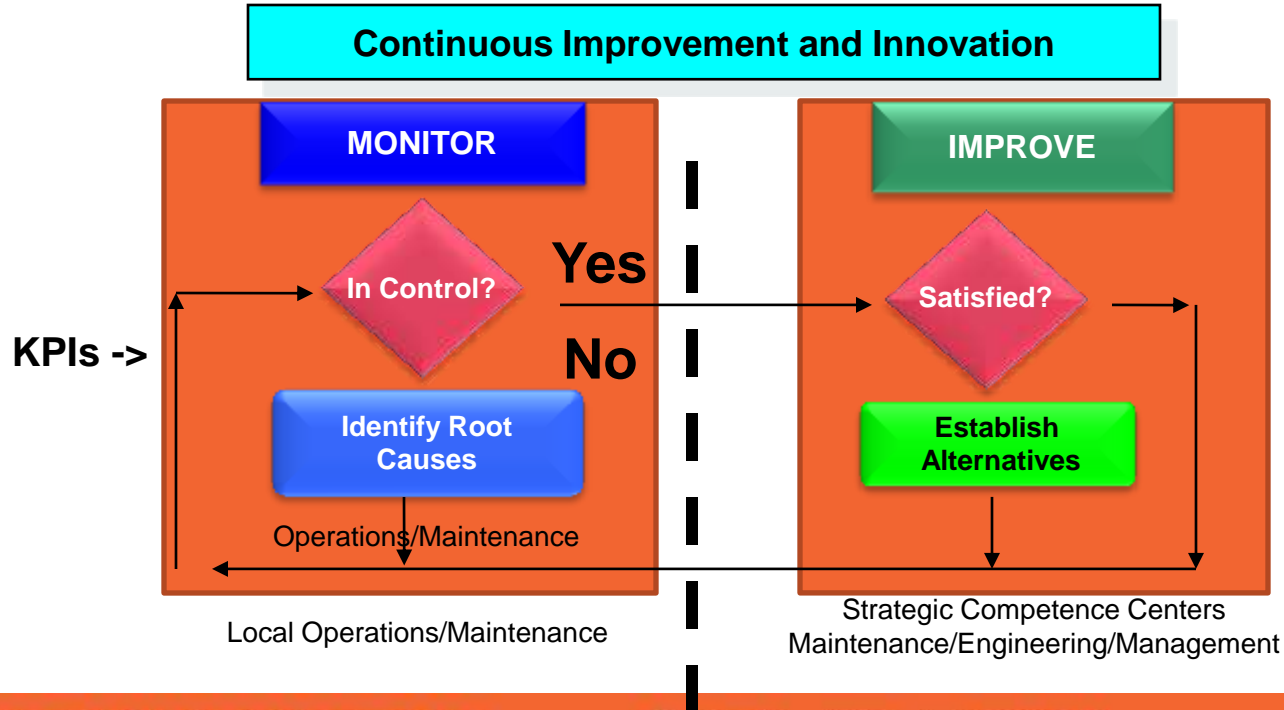 Continuous Improvement and Innovation
MONITOR
IMPROVE
In Control?
Yes
Satisfied?
KPIs ->
No
Identify Root
Causes
Establish
Alternatives
Operations/Maintenance
Local Operations/Maintenance
Strategic Competence Centers
Maintenance/Engineering/Management